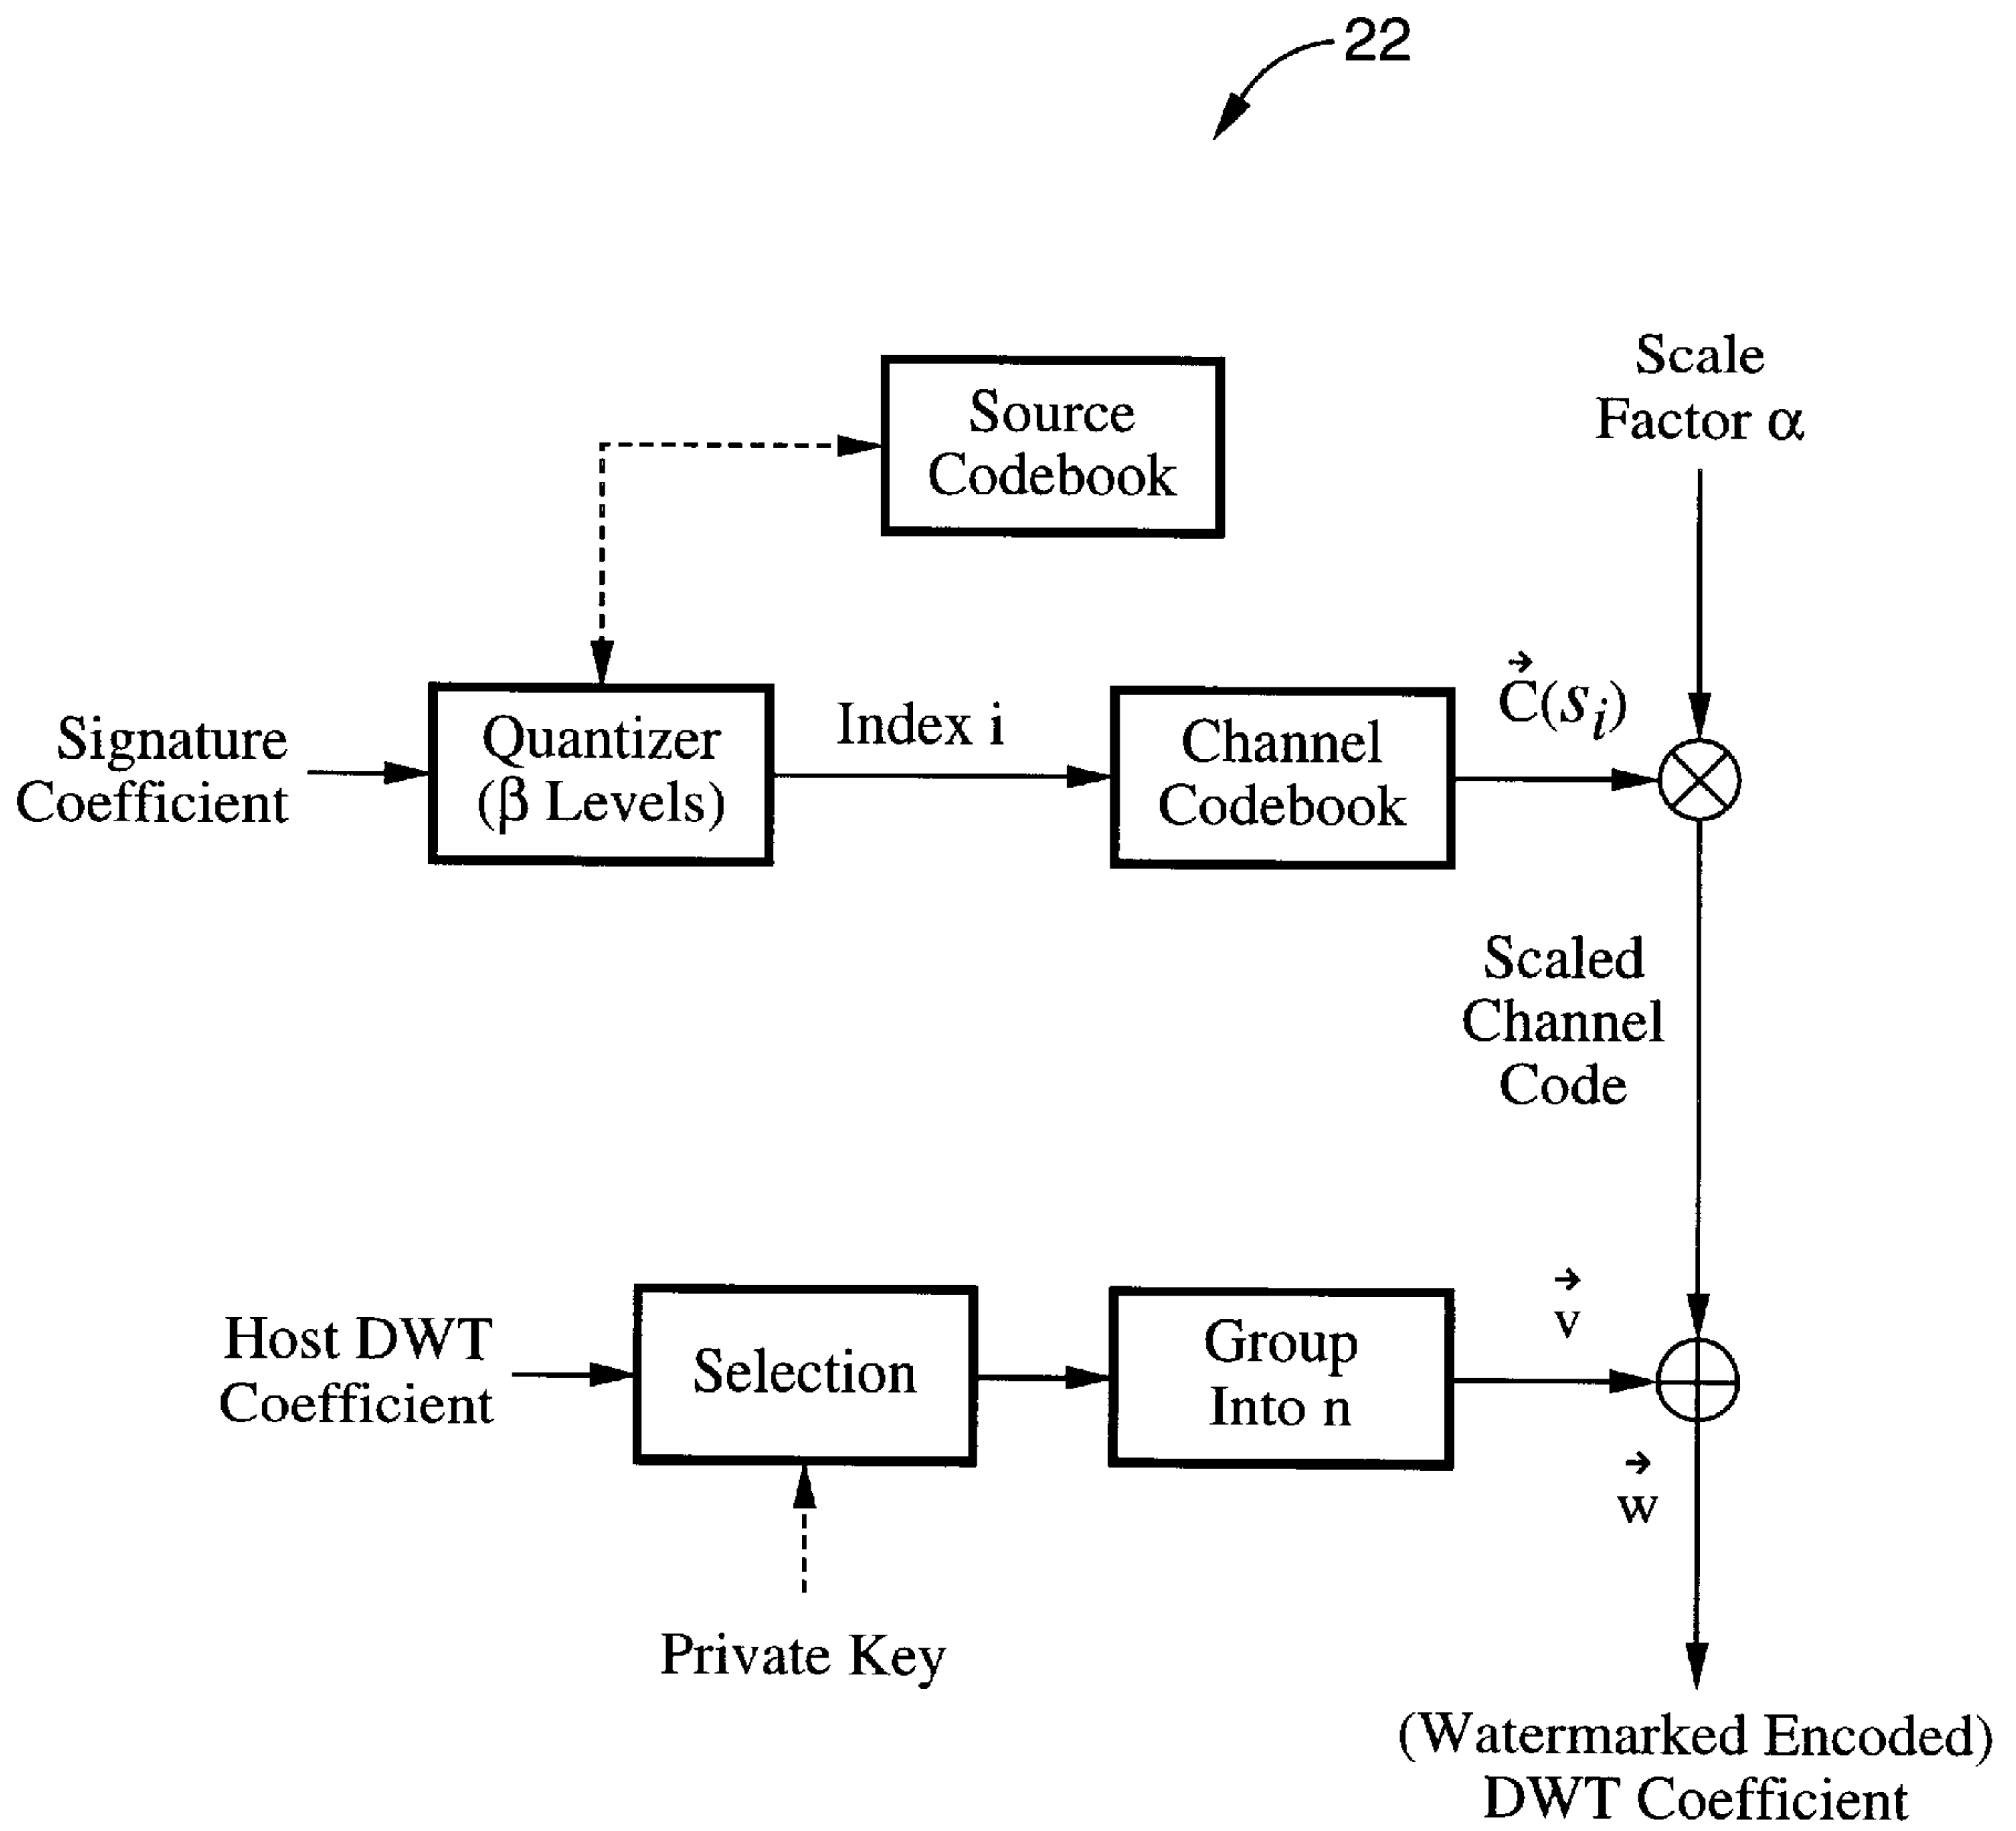 22
Source
Codebook
Scale
Factor α
Signature
Coefficient
Quantizer
(β Levels)
Index i
Channel
Codebook
C⃗(Sᵢ)
Scaled
Channel
Code
Host DWT
Coefficient
Selection
Group
Into n
v⃗
w⃗
Private Key
(Watermarked Encoded)
DWT Coefficient